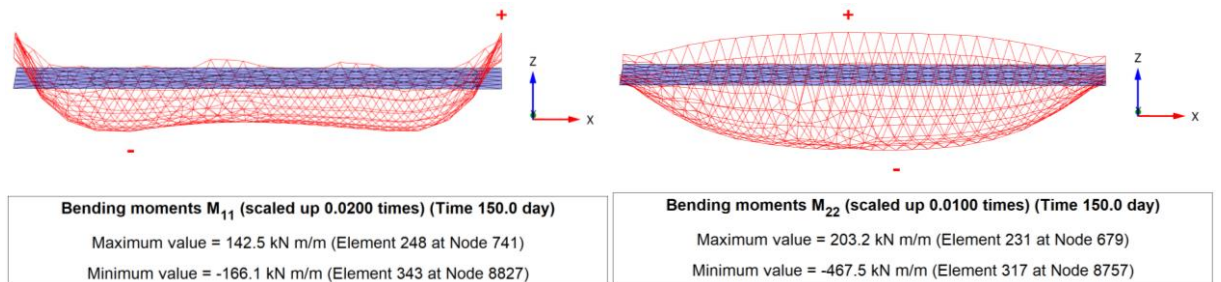 +
Z
X
-
Bending moments M11 (scaled up 0.0200 times) (Time 150.0 day)
Maximum value = 142.5 kN m/m (Element 248 at Node 741)
Minimum value = -166.1 kN m/m (Element 343 at Node 8827)
+
Z
X
-
Bending moments M22 (scaled up 0.0100 times) (Time 150.0 day)
Maximum value = 203.2 kN m/m (Element 231 at Node 679)
Minimum value = -467.5 kN m/m (Element 317 at Node 8757)